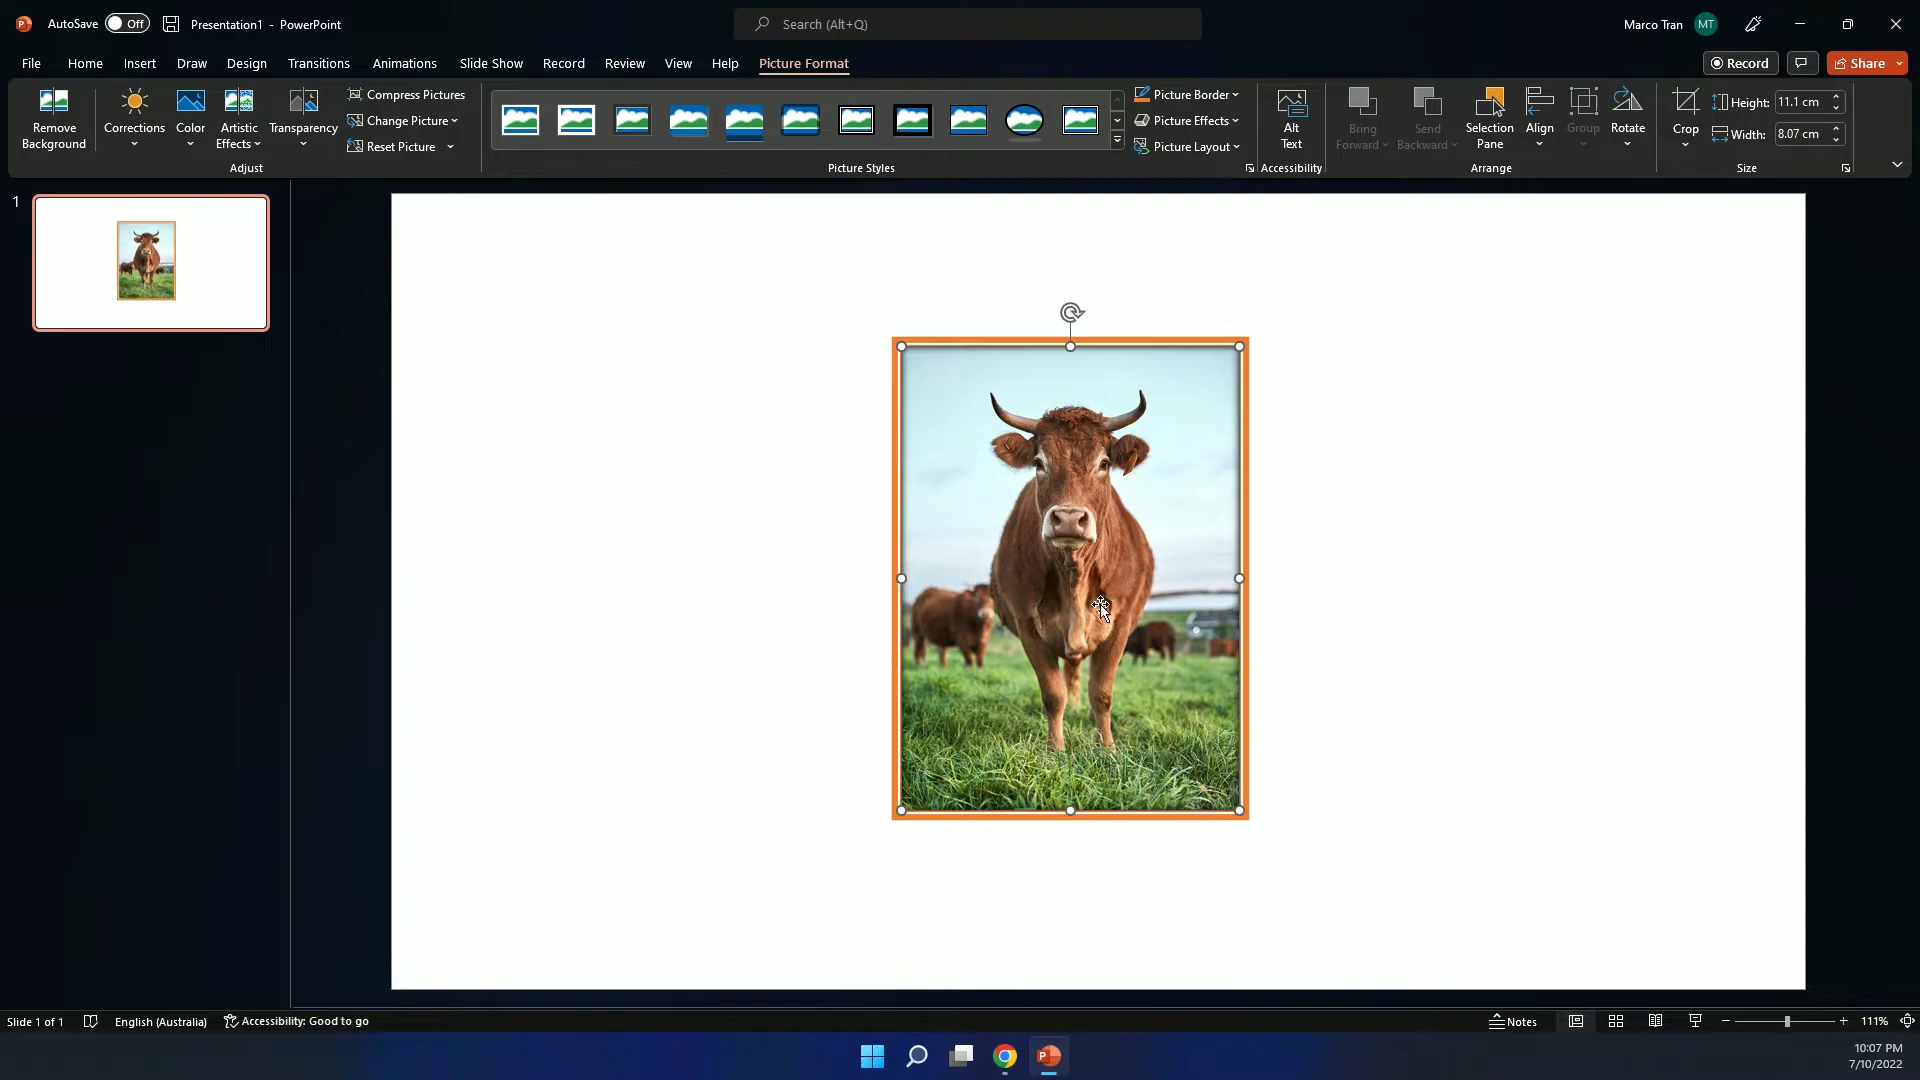 AutoSave Off Presentation1 - PowerPoint Search (Alt+Q) Marco Tran MT
File Home Insert Draw Design Transitions Animations Slide Show Record Review View Help Picture Format Record Share
Remove Background
Corrections
Color
Artistic Effects
Transparency
Compress Pictures
Change Picture
Reset Picture
Adjust
Picture Styles
Picture Border
Picture Effects
Picture Layout
Alt Text
Accessibility
Bring Forward
Send Backward
Selection Pane
Align
Group
Rotate
Arrange
Crop
Height: 11.1 cm
Width: 8.07 cm
Size
1
Slide 1 of 1 English (Australia) Accessibility: Good to go Notes 111%
10:07 PM
7/10/2022